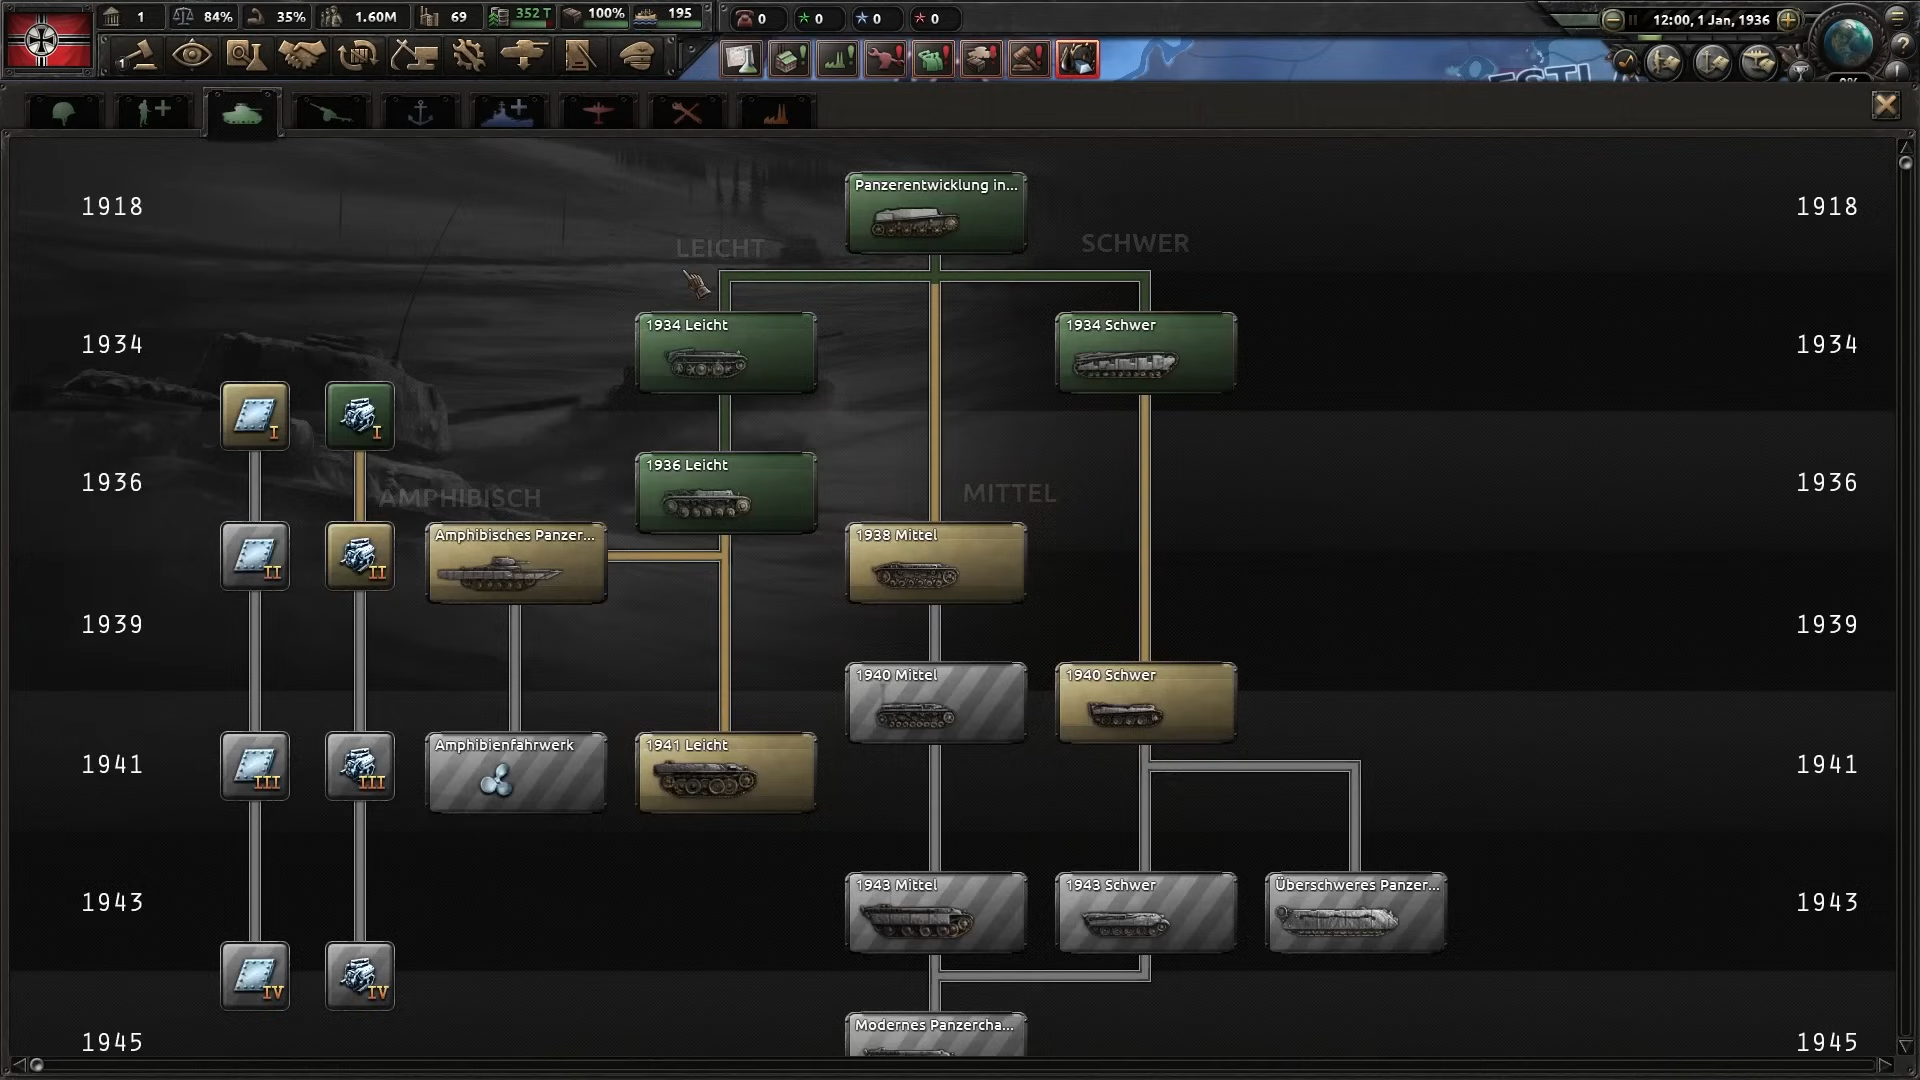 1
84%
35%
1.60M
69
352 T
100%
195
0
0
0
0
12:00, 1 Jan, 1936
1
ESTL
0%
1918
Panzerentwicklung in...
1918
LEICHT
SCHWER
1934
1934 Leicht
1934 Schwer
1934
I
I
1936
1936 Leicht
1936
AMPHIBISCH
MITTEL
II
II
Amphibisches Panzer...
1938 Mittel
1939
1939
1940 Mittel
1940 Schwer
1941
III
III
Amphibienfahrwerk
1941 Leicht
1941
1943
1943 Mittel
1943 Schwer
Überschweres Panzer...
1943
IV
IV
1945
Modernes Panzercha...
1945